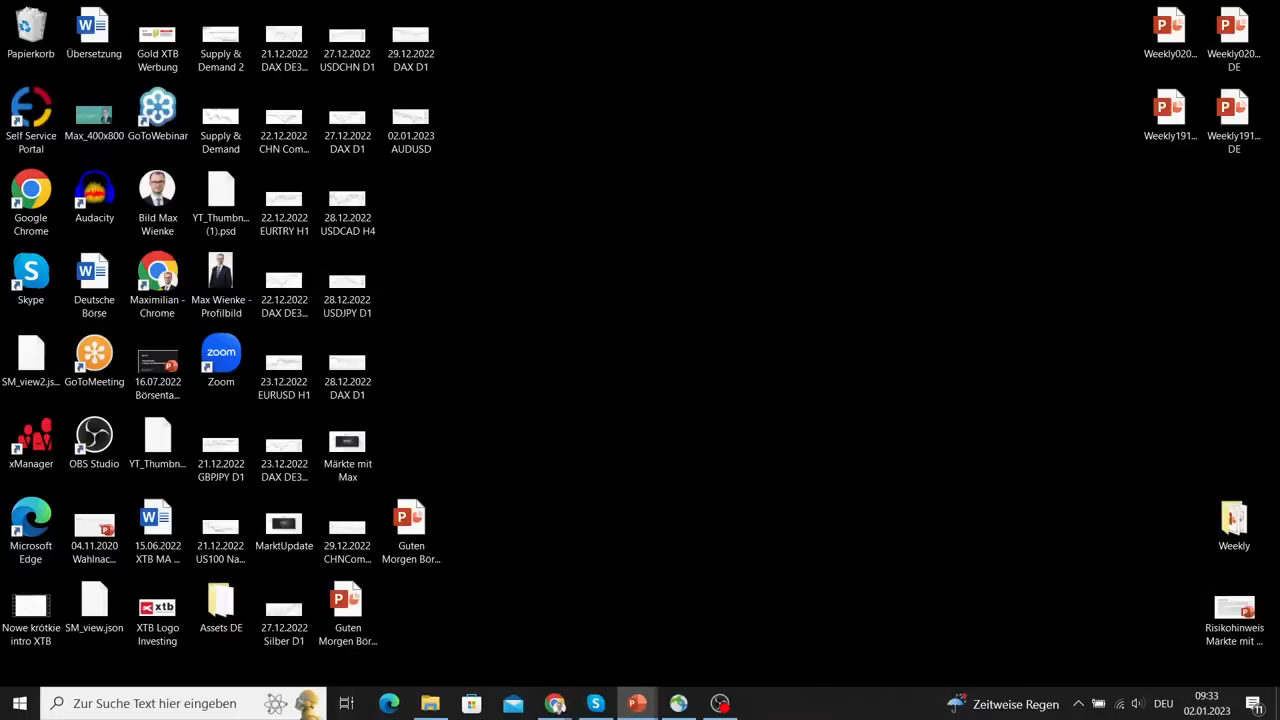 Papierkorb
Übersetzung
Gold XTB
Werbung
Supply &
Demand 2
21.12.2022
DAX DE3...
27.12.2022
USDCHN D1
29.12.2022
DAX D1
Weekly020...
Weekly020...
DE
Self Service
Portal
Max_400x800
GoToWebinar
Supply &
Demand
22.12.2022
CHN Com...
27.12.2022
DAX D1
02.01.2023
AUDUSD
Weekly191...
Weekly191...
DE
Google
Chrome
Audacity
Bild Max
Wienke
YT_Thumbn...
(1).psd
22.12.2022
EURTRY H1
28.12.2022
USDCAD H4
Skype
Deutsche
Börse
Maximilian -
Chrome
Max Wienke -
Profilbild
22.12.2022
DAX DE3...
28.12.2022
USDJPY D1
SM_view2.js...
GoToMeeting
16.07.2022
Börsenta...
zoom
Zoom
23.12.2022
EURUSD H1
28.12.2022
DAX D1
xManager
OBS Studio
YT_Thumbn...
21.12.2022
GBPJPY D1
23.12.2022
DAX DE3...
Märkte mit
Max
Microsoft
Edge
04.11.2020
Wahlnac...
15.06.2022
XTB MA ...
21.12.2022
US100 Na...
MarktUpdate
29.12.2022
CHNCom...
Guten
Morgen Bör...
Weekly
Nowe krótkie
intro XTB
SM_view.json
xtb
XTB Logo
Investing
Assets DE
27.12.2022
Silber D1
Guten
Morgen Bör...
Risikohinweis
Märkte mit ...
Zur Suche Text hier eingeben
Zeitweise Regen
DEU
09:33
02.01.2023
11